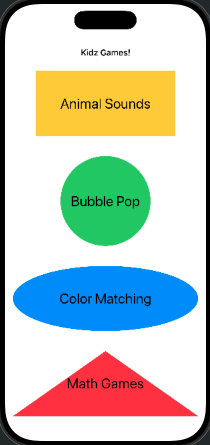 Kidz Games!
Animal Sounds
Bubble Pop
Color Matching
Math Games